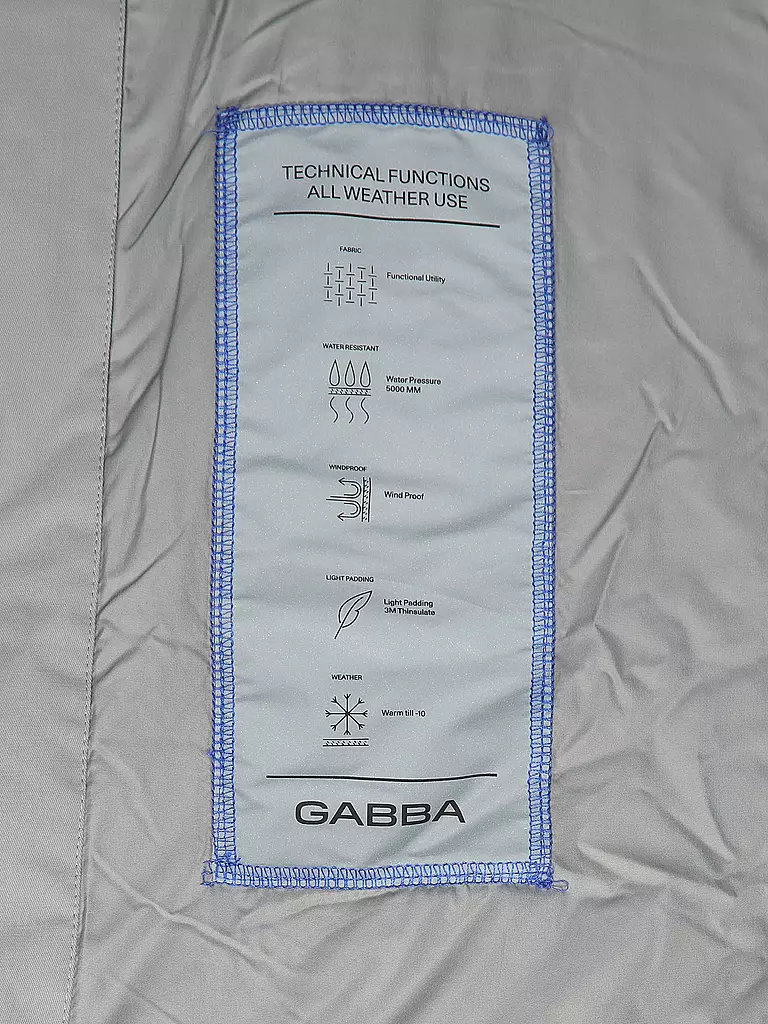 TECHNICAL FUNCTIONS
ALL WEATHER USE
FABRIC
Functional Utility
WATER RESISTANT
Water Pressure
5000 MM
WINDPROOF
Wind Proof
LIGHT PADDING
Light Padding
3M Thinsulate
WEATHER
Warm till -10
GABBA